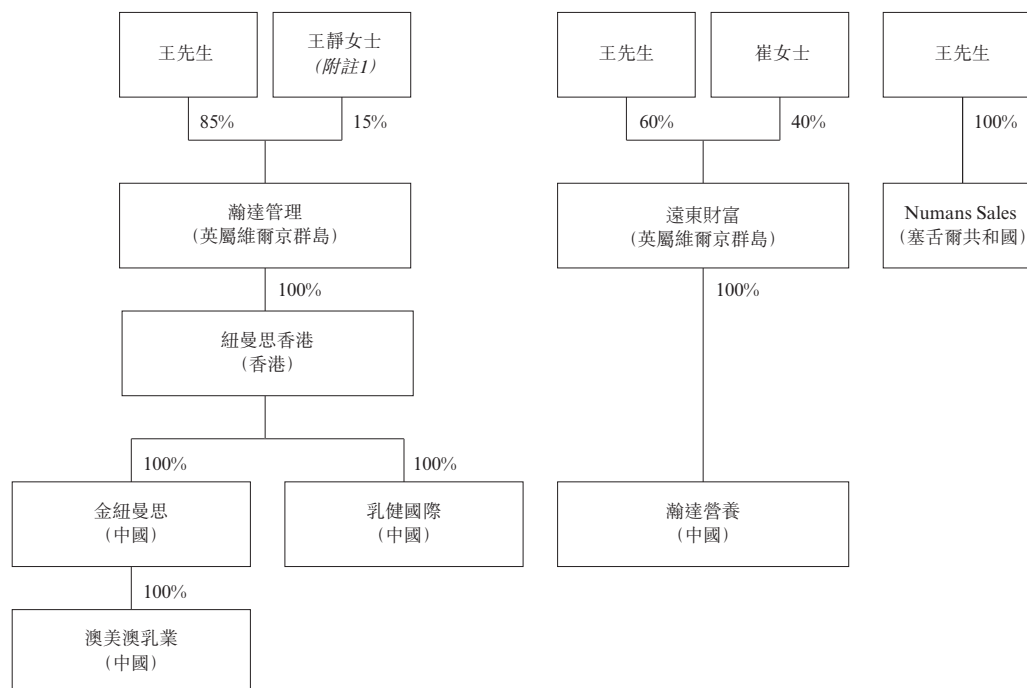 王先生
王靜女士
(附註1)
王先生
崔女士
王先生
85%
15%
60%
40%
100%
瀚達管理
(英屬維爾京群島)
遠東財富
(英屬維爾京群島)
Numans Sales
(塞舌爾共和國)
100%
100%
紐曼思香港
(香港)
100%
100%
金紐曼思
(中國)
乳健國際
(中國)
瀚達營養
(中國)
100%
澳美澳乳業
(中國)